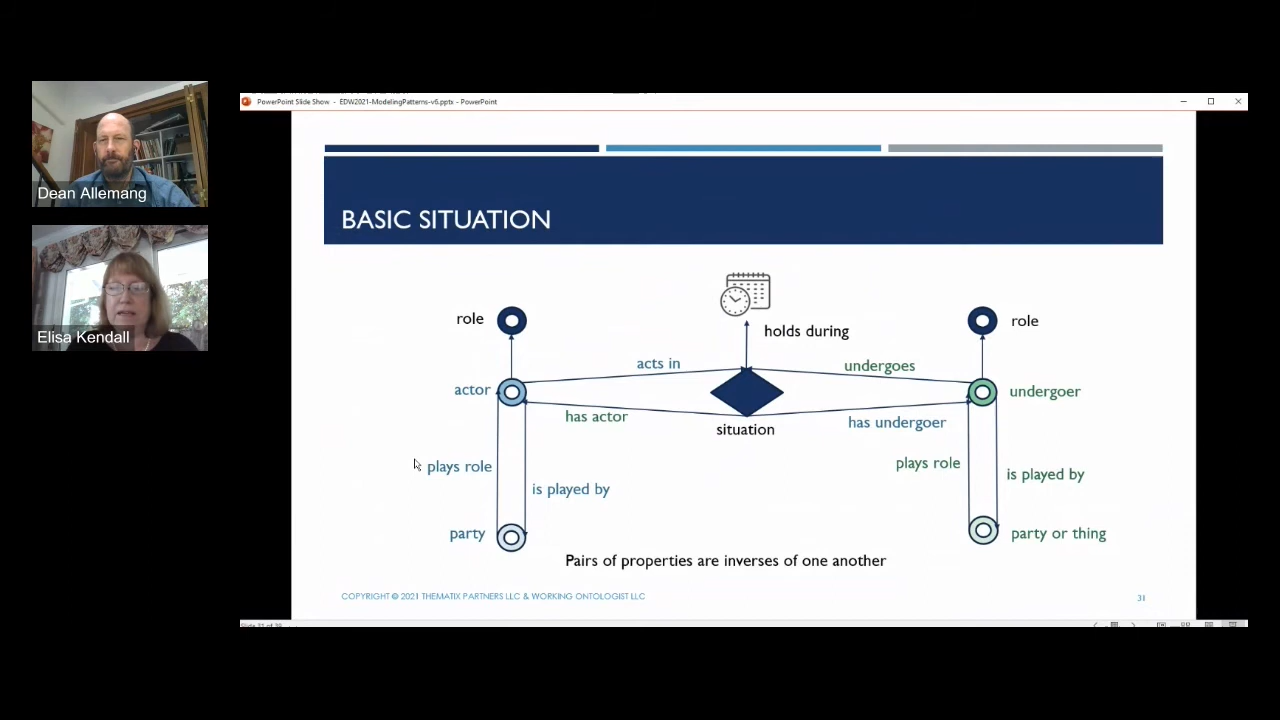 PowerPoint Slide Show - EDW2021-ModelingPatterns-v6.pptx - PowerPoint
Dean Allemang
Elisa Kendall
BASIC SITUATION
role
holds during
role
acts in
undergoes
actor
undergoer
has actor
situation
has undergoer
plays role
is played by
plays role
is played by
party
party or thing
Pairs of properties are inverses of one another
COPYRIGHT © 2021 THEMATIX PARTNERS LLC & WORKING ONTOLOGIST LLC
31